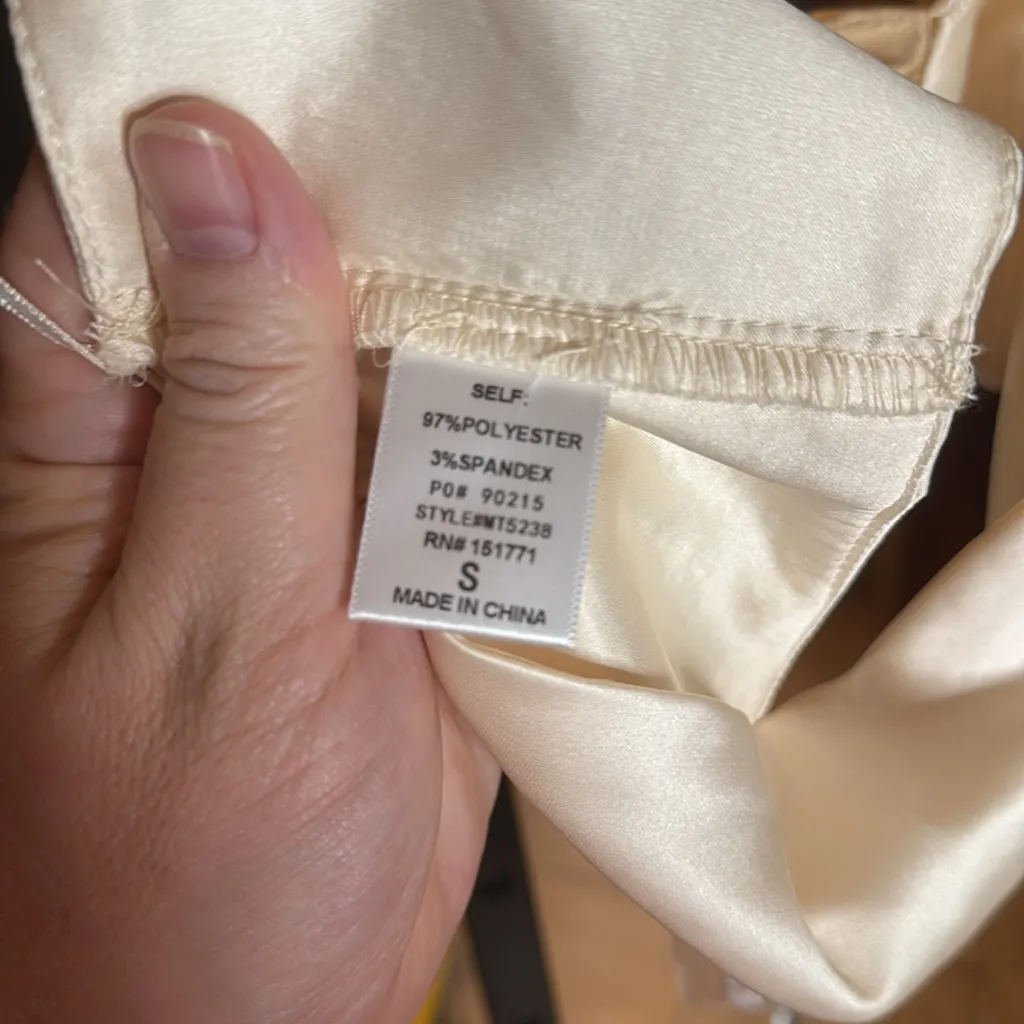 SELF:
97%POLYESTER
3%SPANDEX
PO# 90215
STYLE#MT5238
RN# 151771
S
MADE IN CHINA